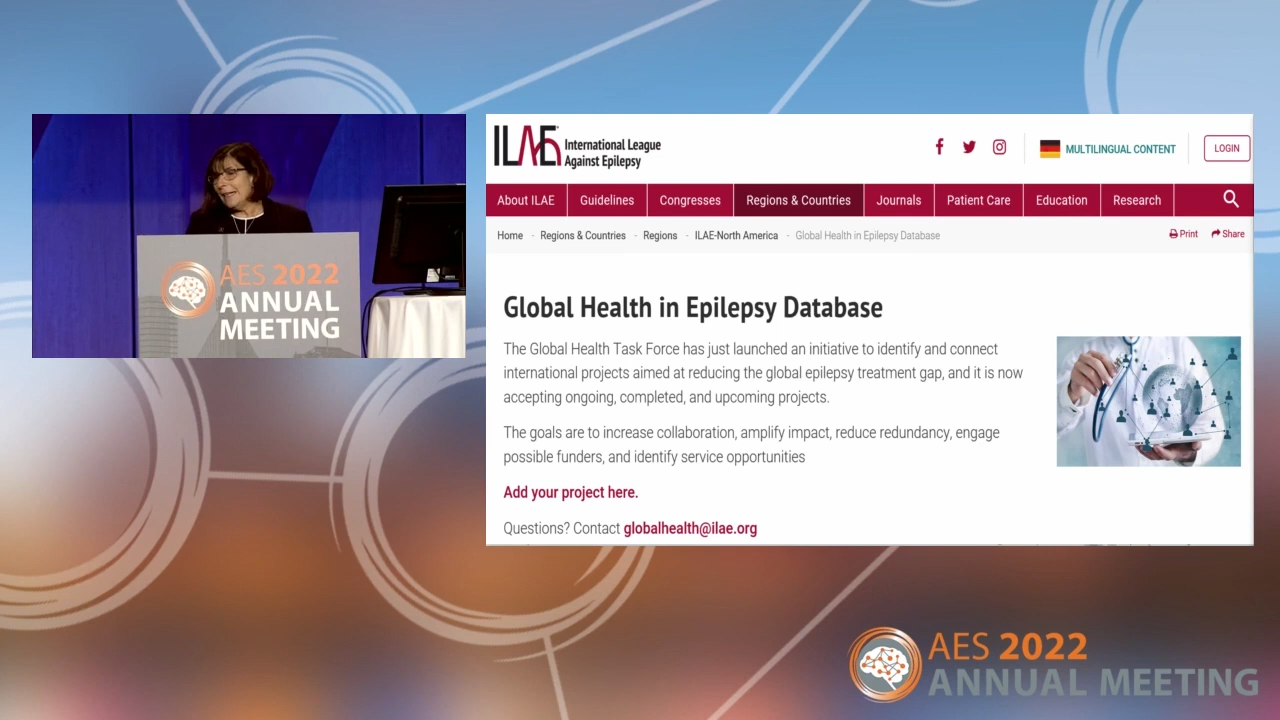 AES 2022
ANNUAL
MEETING
ILAE International League
Against Epilepsy
MULTILINGUAL CONTENT
LOGIN
About ILAE
Guidelines
Congresses
Regions & Countries
Journals
Patient Care
Education
Research
Home - Regions & Countries - Regions - ILAE-North America - Global Health in Epilepsy Database
Print
Share
Global Health in Epilepsy Database
The Global Health Task Force has just launched an initiative to identify and connect
international projects aimed at reducing the global epilepsy treatment gap, and it is now
accepting ongoing, completed, and upcoming projects.
The goals are to increase collaboration, amplify impact, reduce redundancy, engage
possible funders, and identify service opportunities
Add your project here.
Questions? Contact globalhealth@ilae.org
AES 2022
ANNUAL MEETING